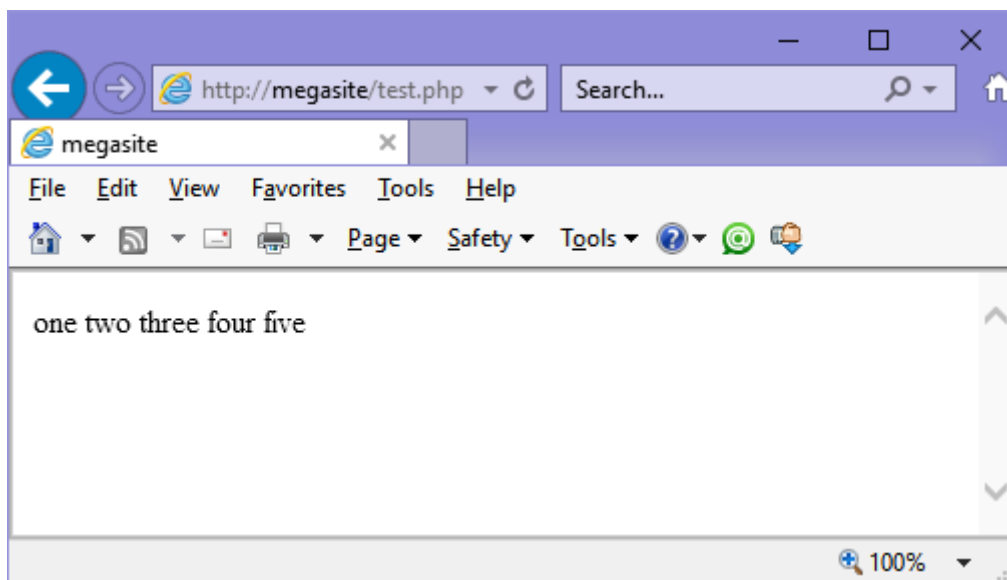 http://megasite/test.php Search...
megasite
File Edit View Favorites Tools Help
Page Safety Tools
one two three four five
100%